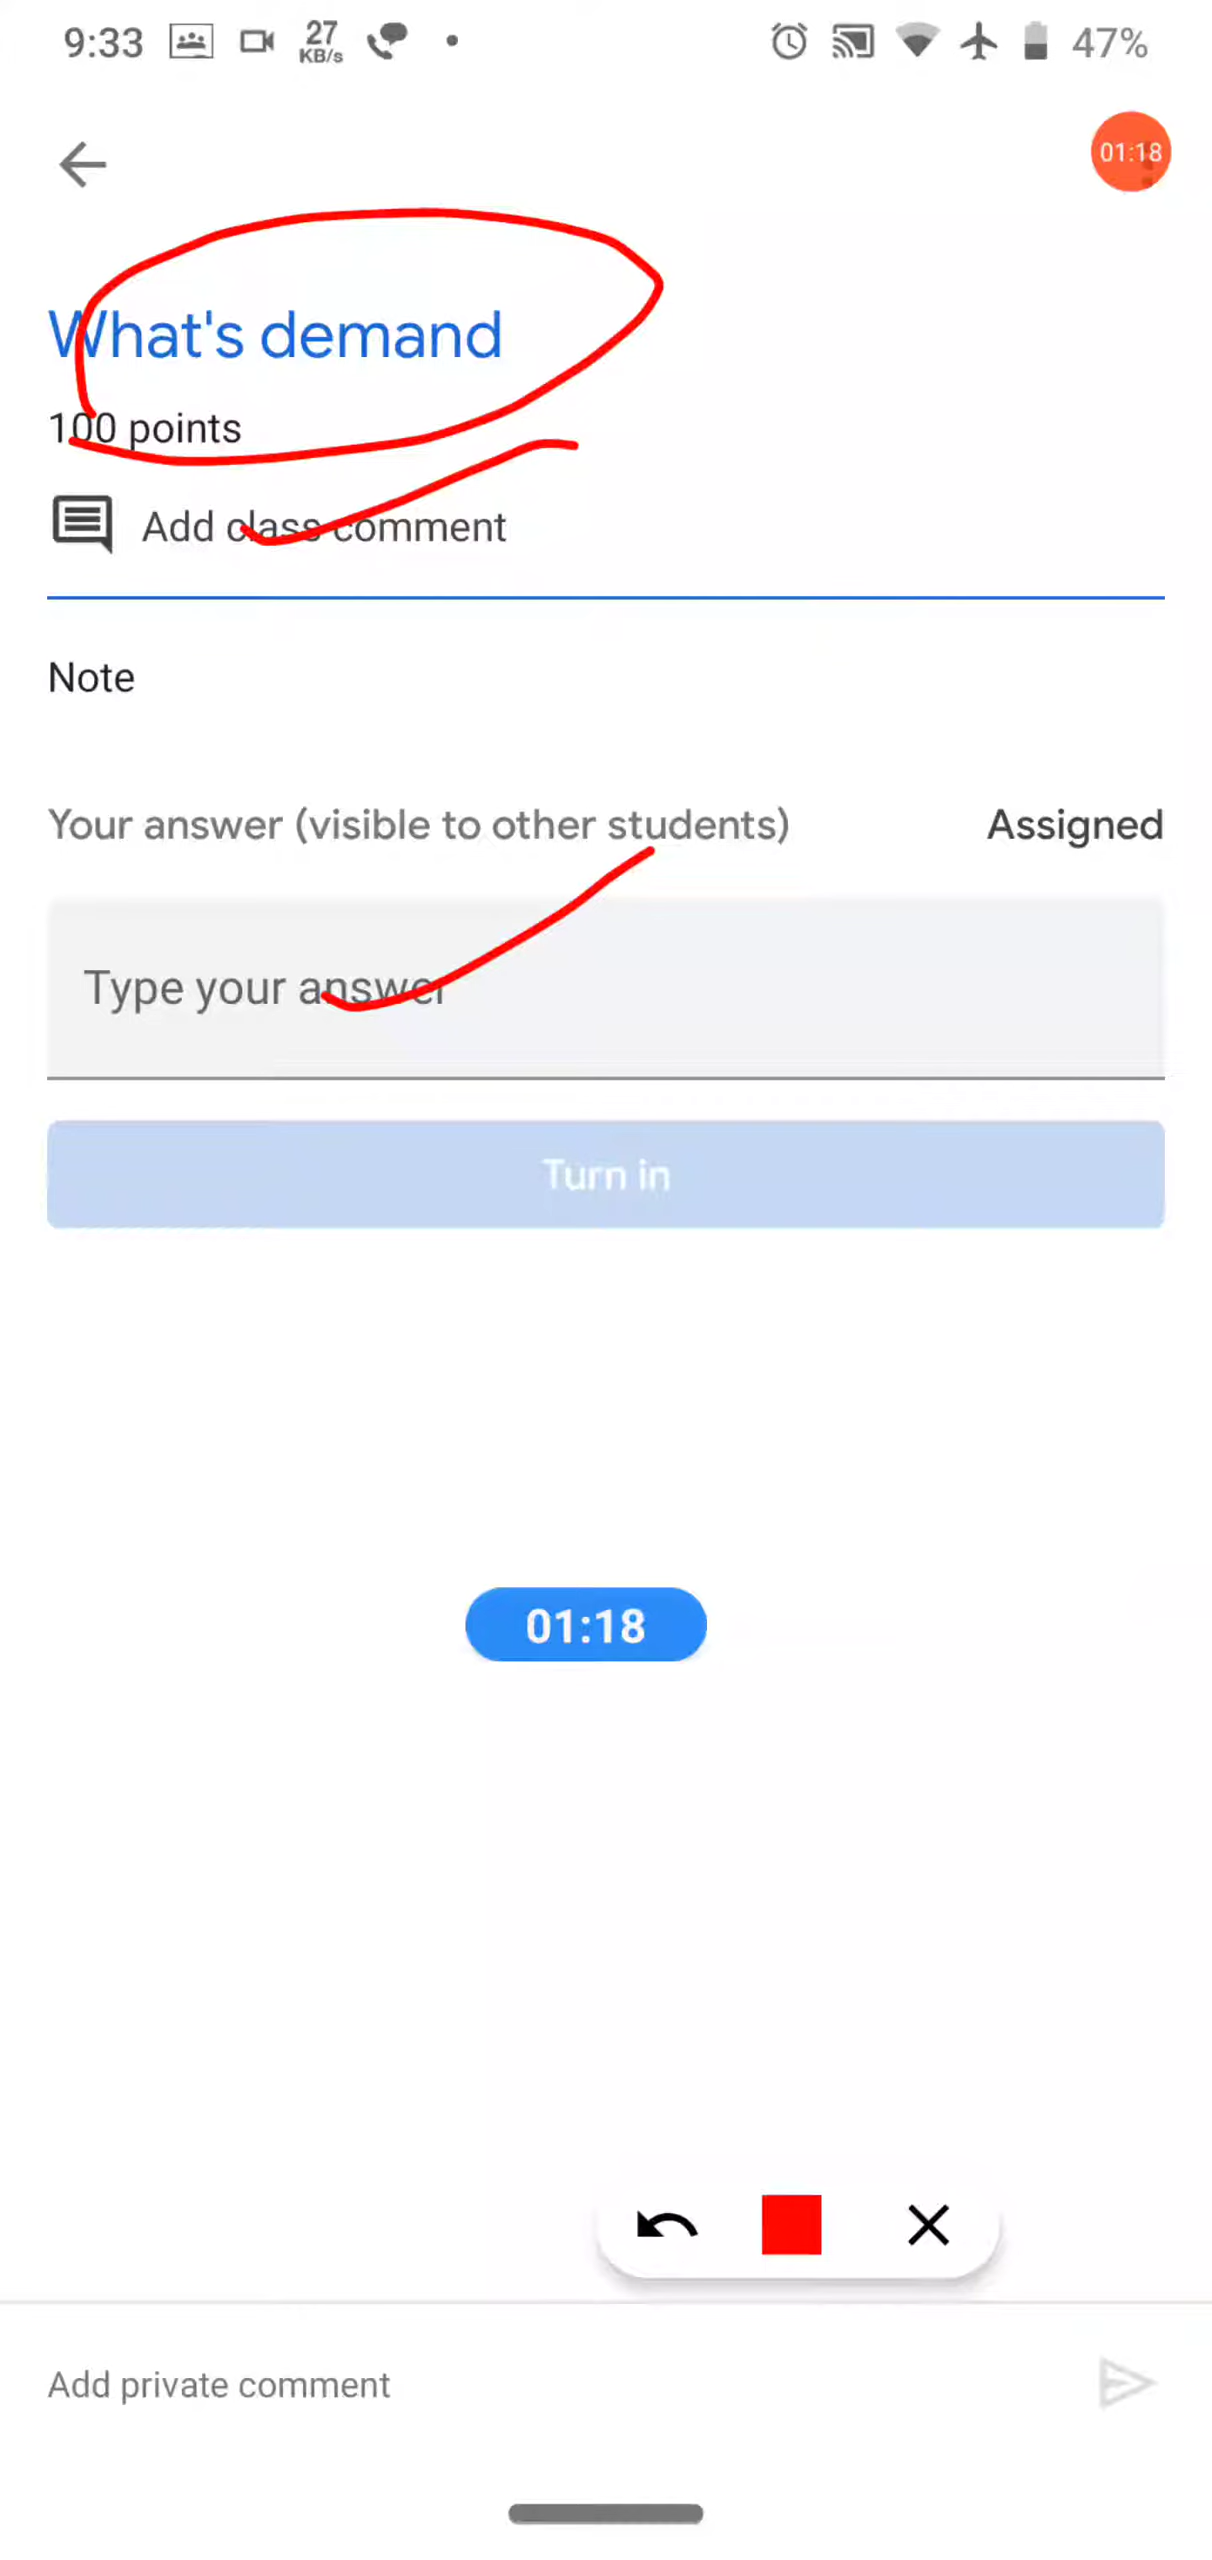 9:33 27 KB/s 47%
01:18
What's demand
100 points
Add class comment
Note
Your answer (visible to other students) Assigned
Type your answer
Turn in
01:18
Add private comment